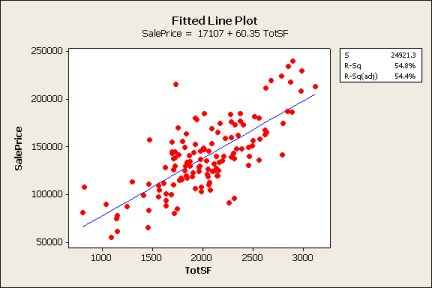 Fitted Line Plot
SalePrice = 17107 + 60.35 TotSF
S 24921.3
R-Sq 54.8%
R-Sq(adj) 54.4%
250000
200000
150000
100000
50000
SalePrice
1000 1500 2000 2500 3000
TotSF